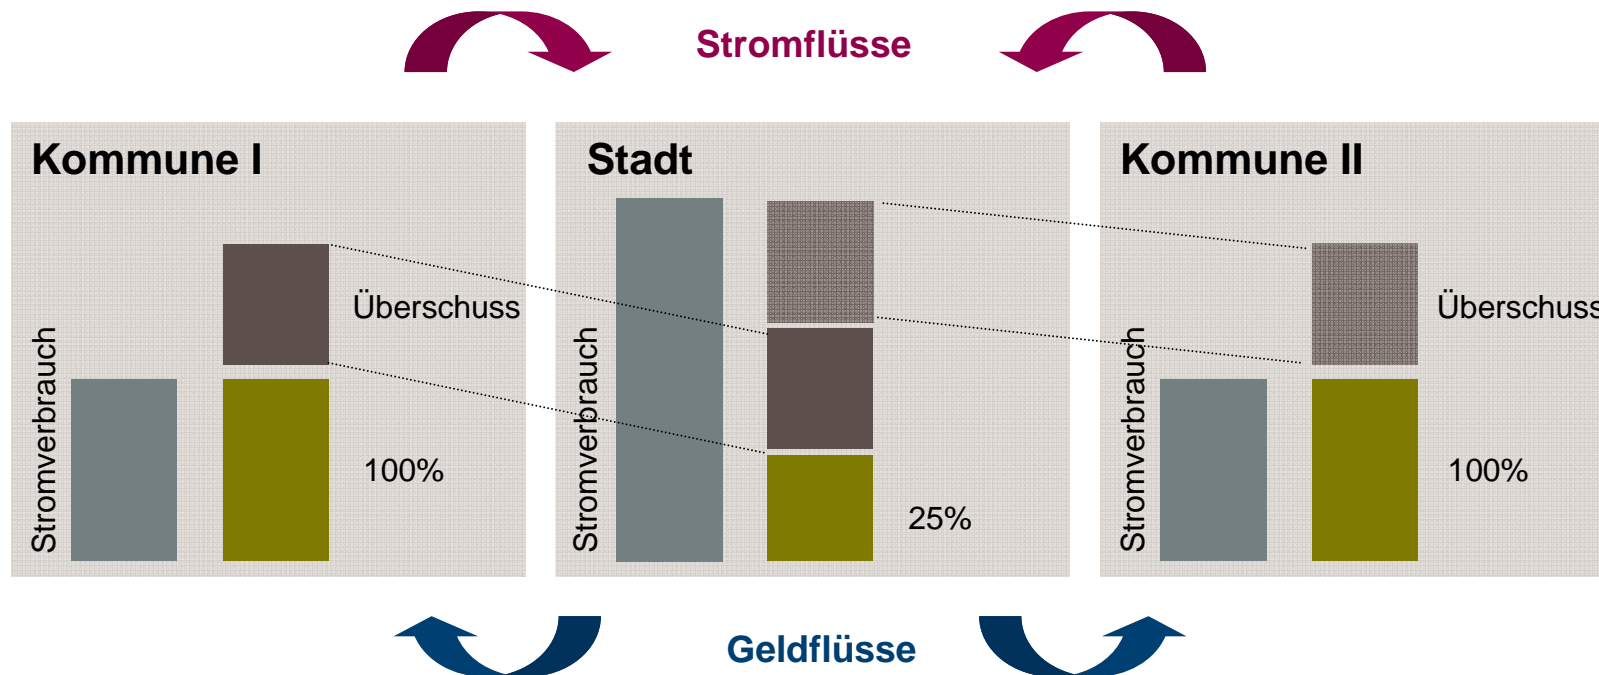 Stromflüsse
Kommune I
Überschuss
100%
Stromverbrauch
Stadt
25%
Stromverbrauch
Kommune II
Überschuss
100%
Stromverbrauch
Geldflüsse